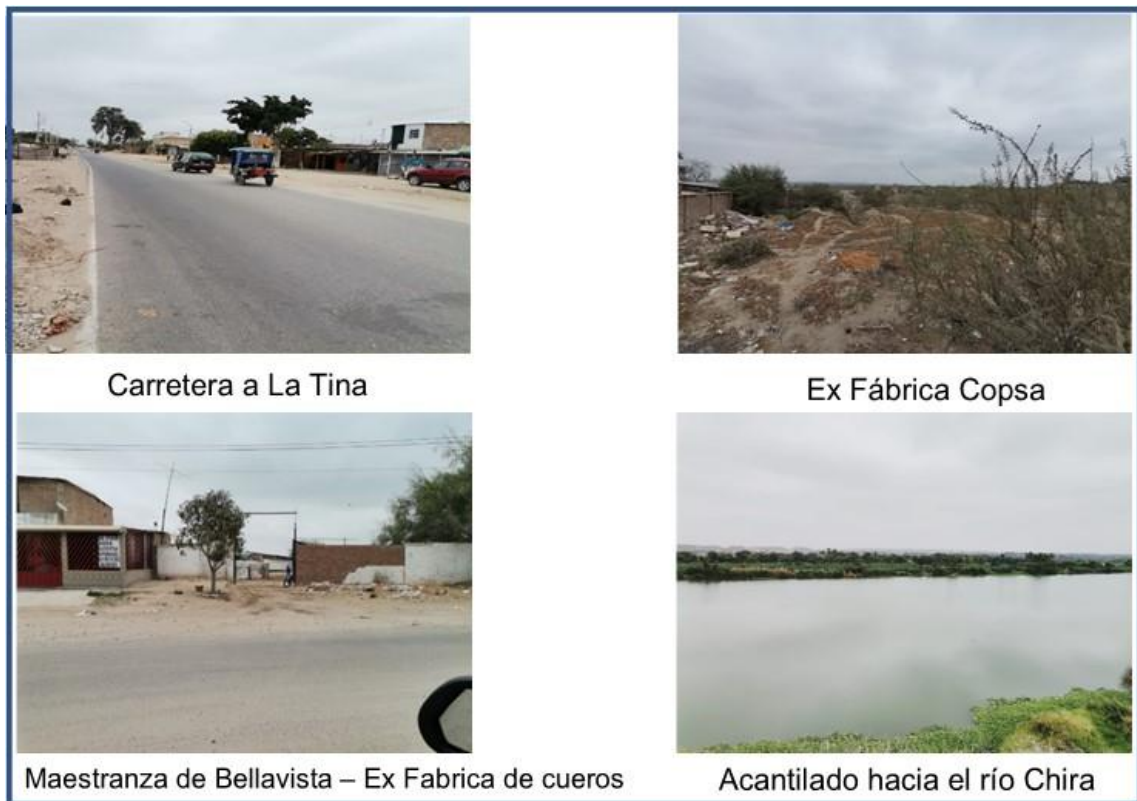 Carretera a La Tina
Ex Fábrica Copsa
Maestranza de Bellavista – Ex Fabrica de cueros
Acantilado hacia el río Chira